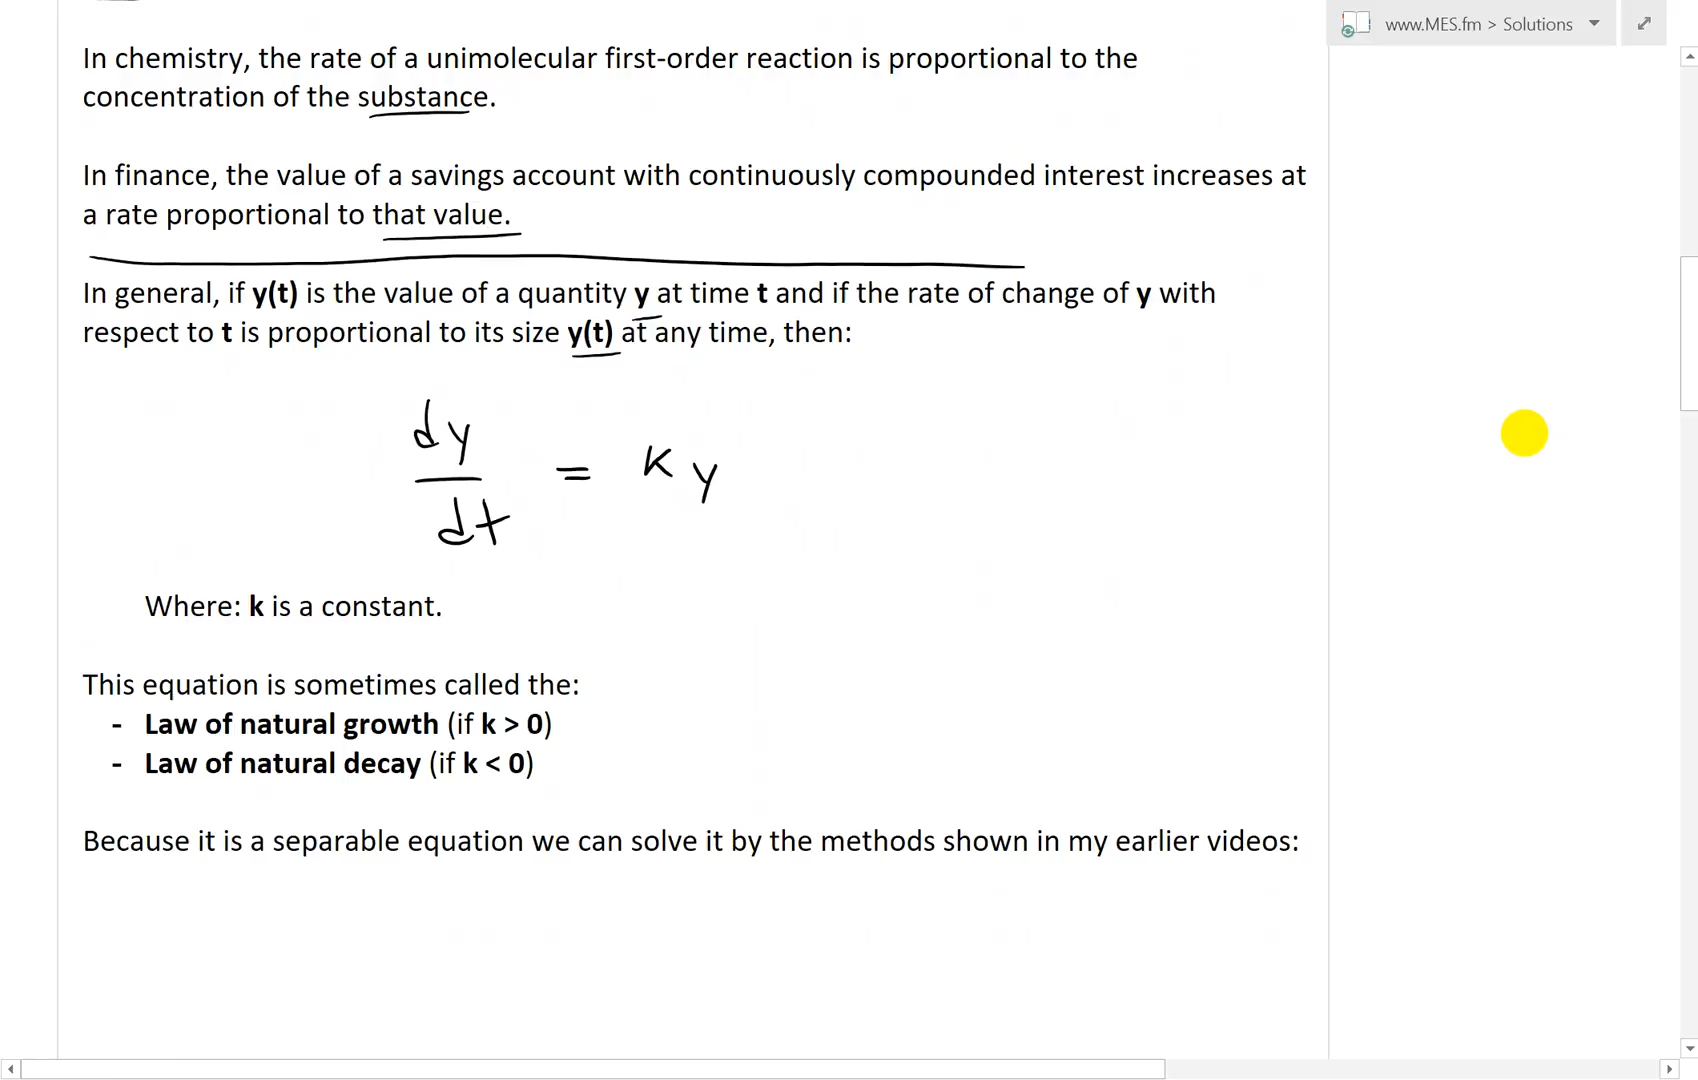 www.MES.fm > Solutions
In chemistry, the rate of a unimolecular first-order reaction is proportional to the
concentration of the substance.
In finance, the value of a savings account with continuously compounded interest increases at
a rate proportional to that value.
In general, if y(t) is the value of a quantity y at time t and if the rate of change of y with
respect to t is proportional to its size y(t) at any time, then:
dy
dt
= k y
Where: k is a constant.
This equation is sometimes called the:
- Law of natural growth (if k > 0)
- Law of natural decay (if k < 0)
Because it is a separable equation we can solve it by the methods shown in my earlier videos: